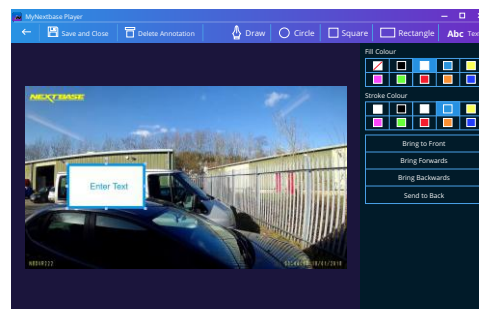 MyNextbase Player
Save and Close
Delete Annotation
Draw
Circle
Square
Rectangle
Abc
Fill Colour
Stroke Colour
Bring to Front
Bring Forwards
Bring Backwards
Send to Back
NEXTBASE
Enter Text